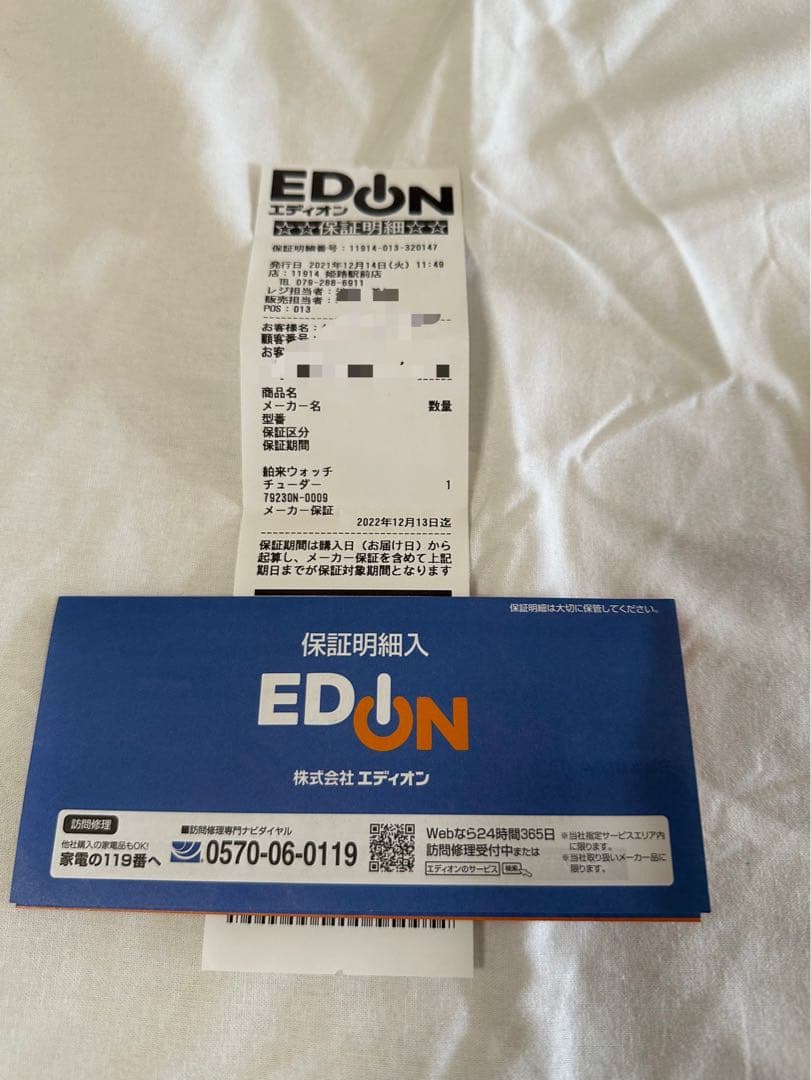 EDION
エディオン
☆☆保証明細☆☆
保証明細番号:11914-013-320147
発行日 2021年12月14日(火) 11:49
店:11914 姫路駅前店
TEL 079-288-6911
レジ担当者:
販売担当者:
POS:013
お客様名:
顧客番号:
お客
商品名
メーカー名 数量
型番
保証区分
保証期間
舶来ウォッチ
チューダー 1
79230N-0009
メーカー保証
2022年12月13日迄
保証期間は購入日(お届け日)から
起算し、メーカー保証を含めて上記
期日までが保証対象期間となります
保証明細は大切に保管してください。
保証明細入
EDION
株式会社 エディオン
訪問修理
他社購入の家電品もOK!
家電の119番へ
■訪問修理専門ナビダイヤル
0570-06-0119
Webなら24時間365日
訪問修理受付中または
エディオンのサービス 検索
※当社指定サービスエリア内
に限ります。
※当社取り扱いメーカー品に
限ります。